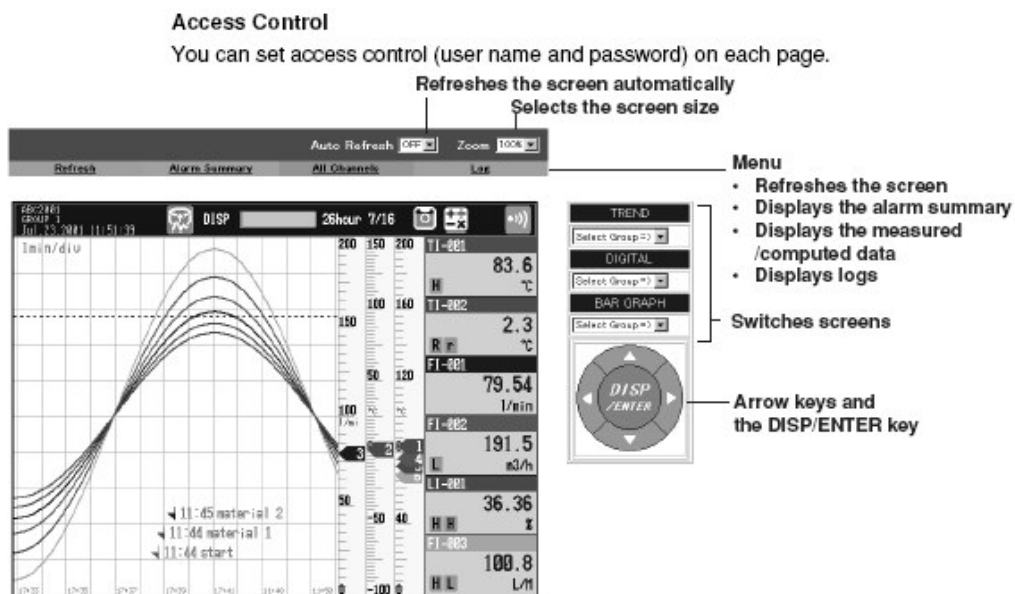 Access Control
You can set access control (user name and password) on each page.
Refreshes the screen automatically
Selects the screen size
Auto Refresh OFF Zoom 100%
Refresh Alarm Summary All Channels Log
Menu
• Refreshes the screen
• Displays the alarm summary
• Displays the measured
/computed data
• Displays logs
ABC2001
GROUP 1
Jul.23.2001 11:51:39
DISP
26hour 7/16
1min/div
200 150 200
100 160
150
50 120
100 ℃ ℃
3 2 1
4
50
-50 40
0 -100 0
11:45 material 2
11:44 material 1
11:44 start
TI-001
83.6
H ℃
TI-002
2.3
R r ℃
FI-001
79.54
l/min
FI-002
191.5
L m3/h
LI-001
36.36
H H %
FI-003
100.8
H L L/M
TREND
Select Group=>
DIGITAL
Select Group=>
BAR GRAPH
Select Group=>
Switches screens
DISP
/ENTER
Arrow keys and
the DISP/ENTER key